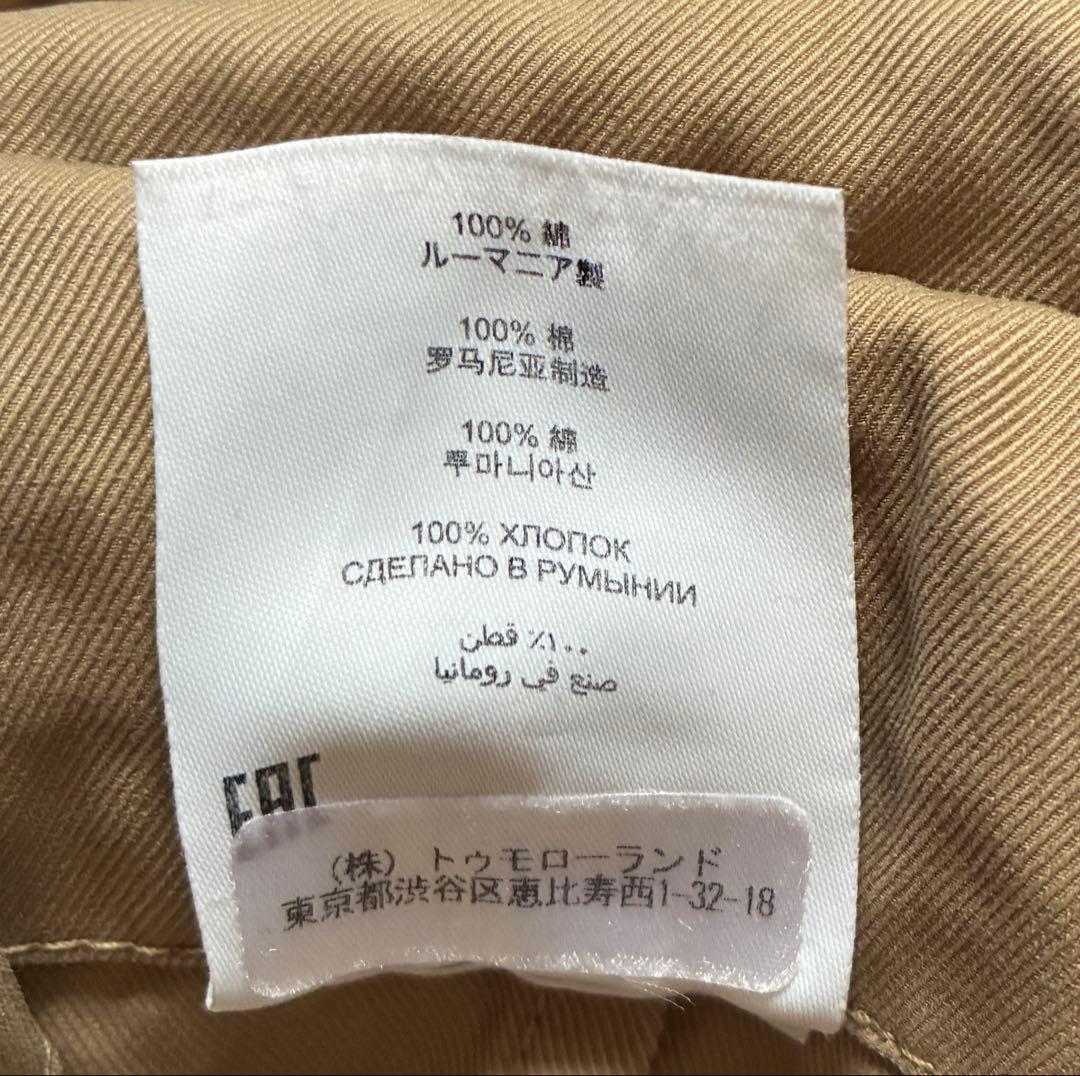 100% 綿
ルーマニア製
100% 棉
罗马尼亚制造
100% 綿
루마니아산
100% ХЛОПОК
СДЕЛАНО В РУМЫНИИ
١٠٠٪ قطن
صنع في رومانيا
EAC
(株) トゥモローランド
東京都渋谷区恵比寿西1-32-18